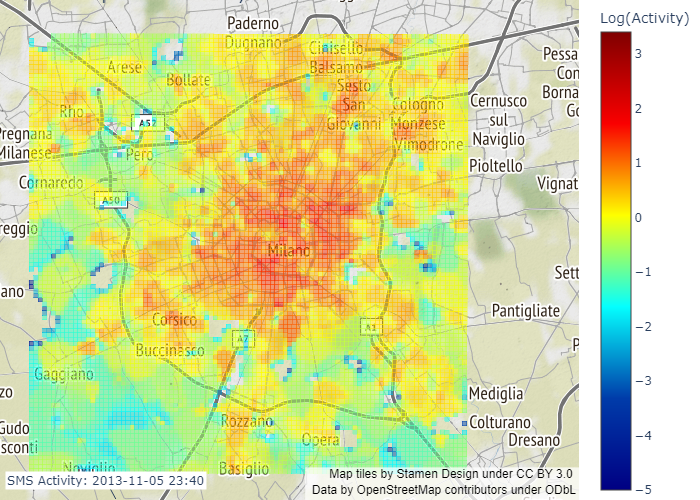 Log(Activity)
3
2
1
0
−1
−2
−3
−4
−5
Paderno
Dugnano
Cinisello
Balsamo
Arese
Bollate
Sesto
San
Giovanni
Rho
A52
Cologno
Monzese
Vimodrone
Cernusco
sul
Naviglio
Pessa
Con
Borna
Go
Pregnana
Milanese
Pero
Pioltello
Cornaredo
A50
Vignat
reggio
Milano
Sett
ano
Pantigliate
Corsico
A7
A1
Buccinasco
P
Gaggiano
zo
Mediglia
Rozzano
Colturano
Gudo
sconti
Opera
Dresano
Noviglio
Basiglio
SMS Activity: 2013-11-05 23:40
Map tiles by Stamen Design under CC BY 3.0
Data by OpenStreetMap contributors under ODbL